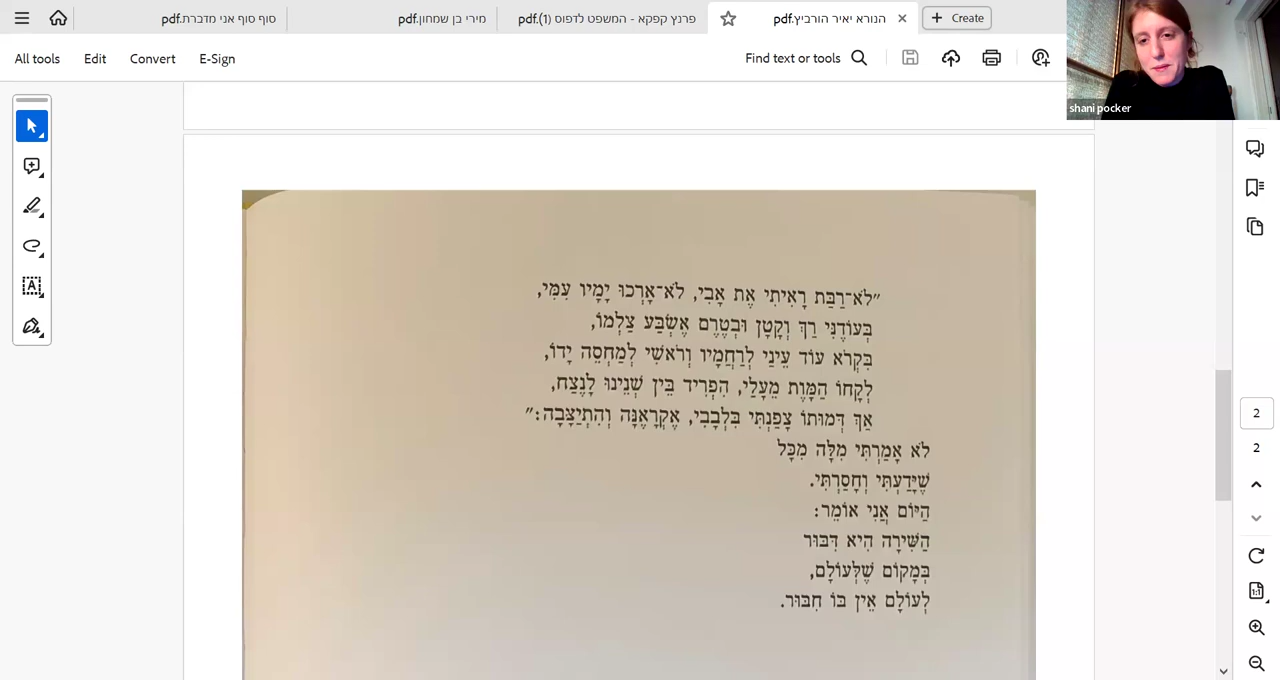 סוף סוף אני מדברת.pdf
מירי בן שמחון.pdf
פרנץ קפקא - המשפט לדפוס (1).pdf
הנורא יאיר הורביץ.pdf
+ Create
All tools
Edit
Convert
E-Sign
Find text or tools
shani pocker
"לֹא־רַבַּת רָאִיתִי אֶת אָבִי, לֹא־אָרְכוּ יָמָיו עִמִּי,
בְּעוֹדֶנִּי רַךְ וְקָטָן וּבְטֶרֶם אֶשְׂבַּע צַלְמוֹ,
בִּקְרֹא עוֹד עֵינַי לְרַחֲמָיו וְרֹאשִׁי לְמַחְסֵה יָדוֹ,
לְקָחוֹ הַמָּוֶת מֵעָלַי, הִפְרִיד בֵּין שְׁנֵינוּ לָנֶצַח,
אַךְ דְּמוּתוֹ צָפַנְתִּי בִּלְבָבִי, אֶקְרָאֶנָּה וְהִתְיַצָּבָה:"
לֹא אָמַרְתִּי מִלָּה מִכָּל
שֶׁיָּדַעְתִּי וְחָסַרְתִּי.
הַיּוֹם אֲנִי אוֹמֵר:
הַשִּׁירָה הִיא דִּבּוּר
בְּמָקוֹם שֶׁלְּעוֹלָם,
לְעוֹלָם אֵין בּוֹ חִבּוּר.
2
2
1:1